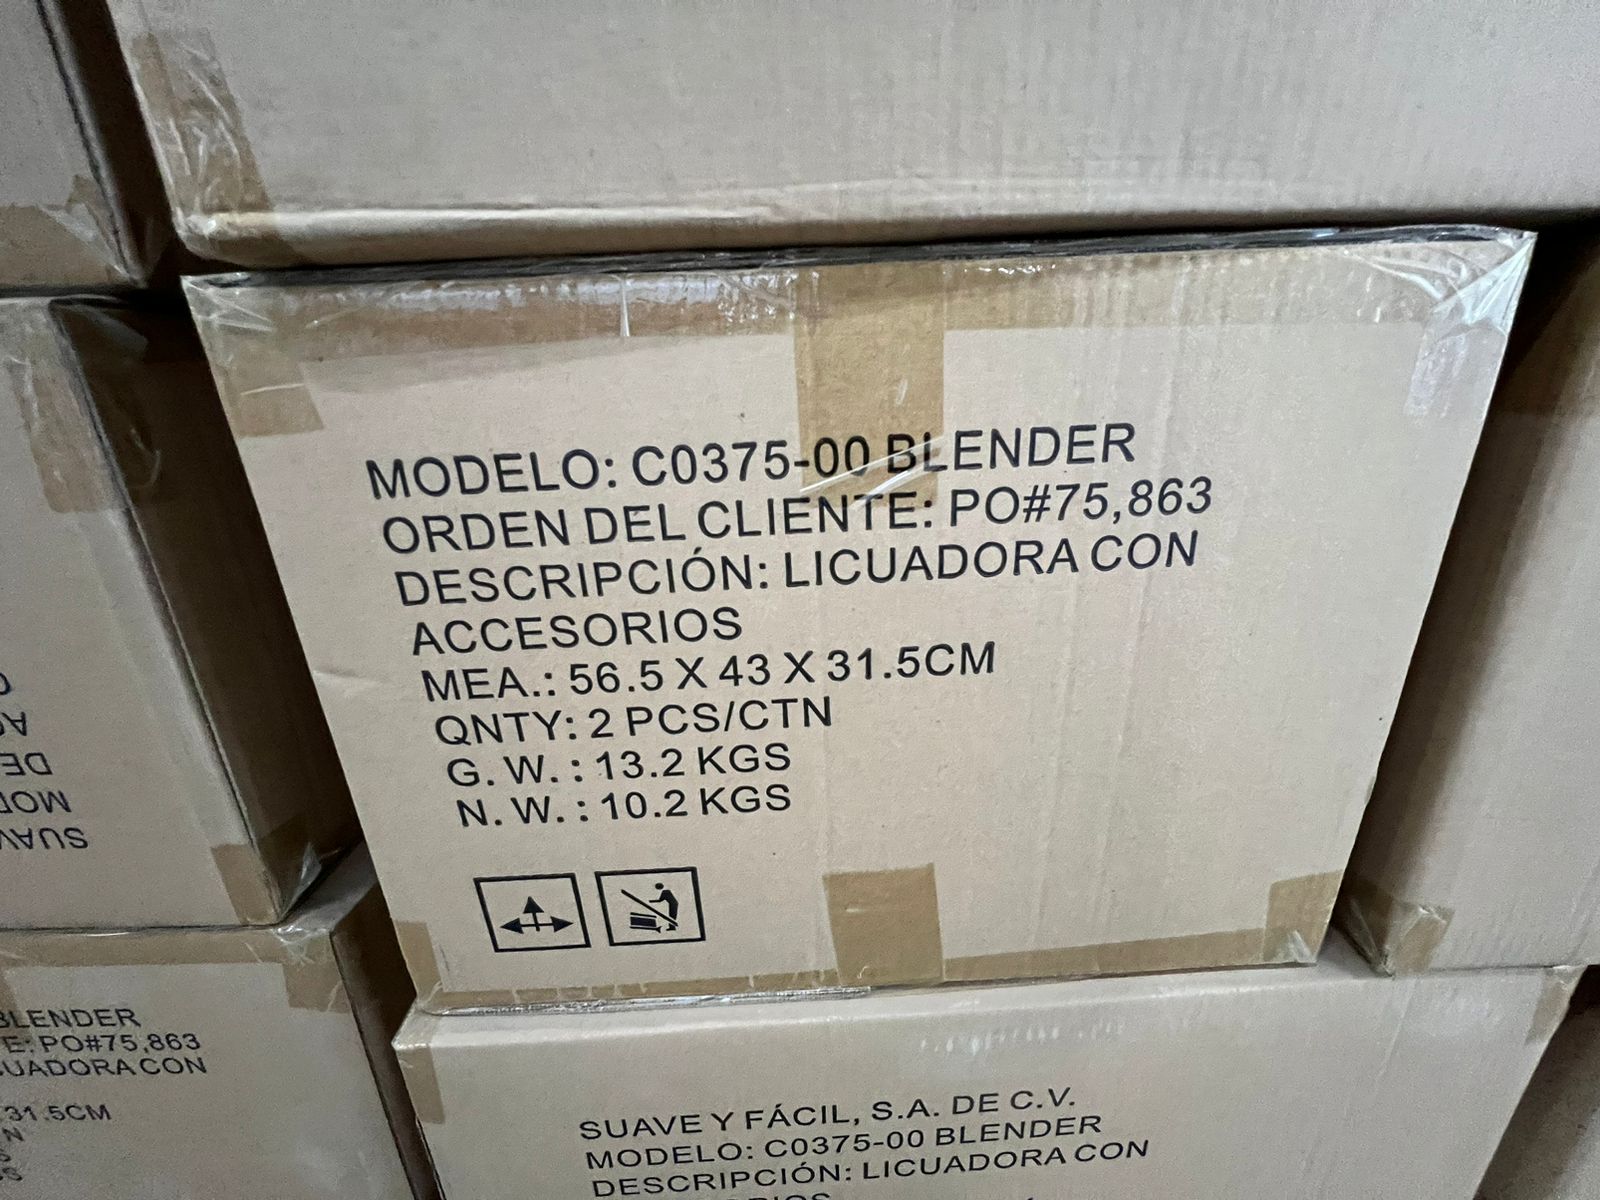 MODELO: C0375-00 BLENDER
ORDEN DEL CLIENTE: PO#75,863
DESCRIPCIÓN: LICUADORA CON
ACCESORIOS
MEA.: 56.5 X 43 X 31.5CM
QNTY: 2 PCS/CTN
G. W. : 13.2 KGS
N. W. : 10.2 KGS
BLENDER
E: PO#75,863
CUADORA CON
31.5CM
N
SUAVE Y FÁCIL, S.A. DE C.V.
MODELO: C0375-00 BLENDER
DESCRIPCIÓN: LICUADORA CON